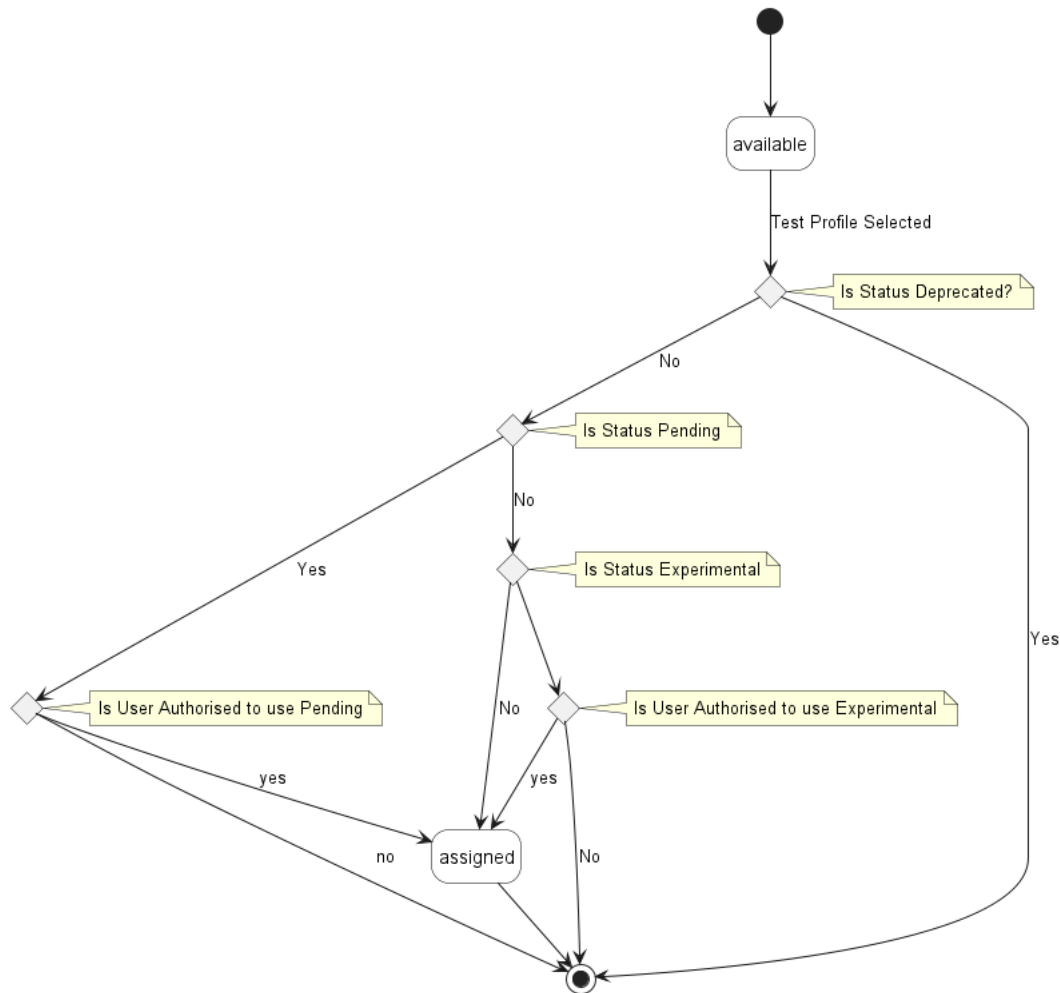 available
Test Profile Selected
Is Status Deprecated?
No
Is Status Pending
No
Is Status Experimental
Yes
Yes
Is User Authorised to use Pending
No
Is User Authorised to use Experimental
yes
yes
no
assigned
No